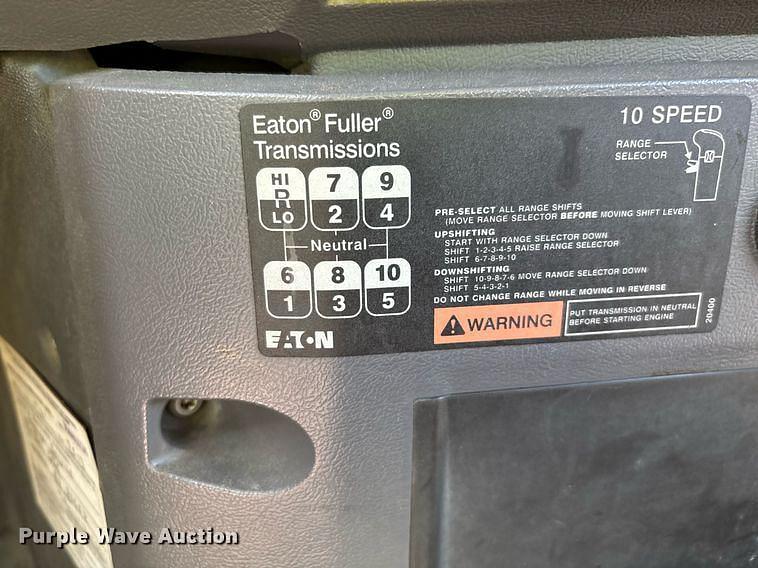 Eaton® Fuller®
Transmissions
10 SPEED
RANGE
SELECTOR
HI 7 9
R
LO 2 4
Neutral
6 8 10
1 3 5
EATON
PRE-SELECT ALL RANGE SHIFTS
(MOVE RANGE SELECTOR BEFORE MOVING SHIFT LEVER)
UPSHIFTING
START WITH RANGE SELECTOR DOWN
SHIFT 1-2-3-4-5 RAISE RANGE SELECTOR
SHIFT 6-7-8-9-10
DOWNSHIFTING
SHIFT 10-9-8-7-6 MOVE RANGE SELECTOR DOWN
SHIFT 5-4-3-2-1
DO NOT CHANGE RANGE WHILE MOVING IN REVERSE
WARNING
PUT TRANSMISSION IN NEUTRAL
BEFORE STARTING ENGINE
20400
Purple Wave Auction